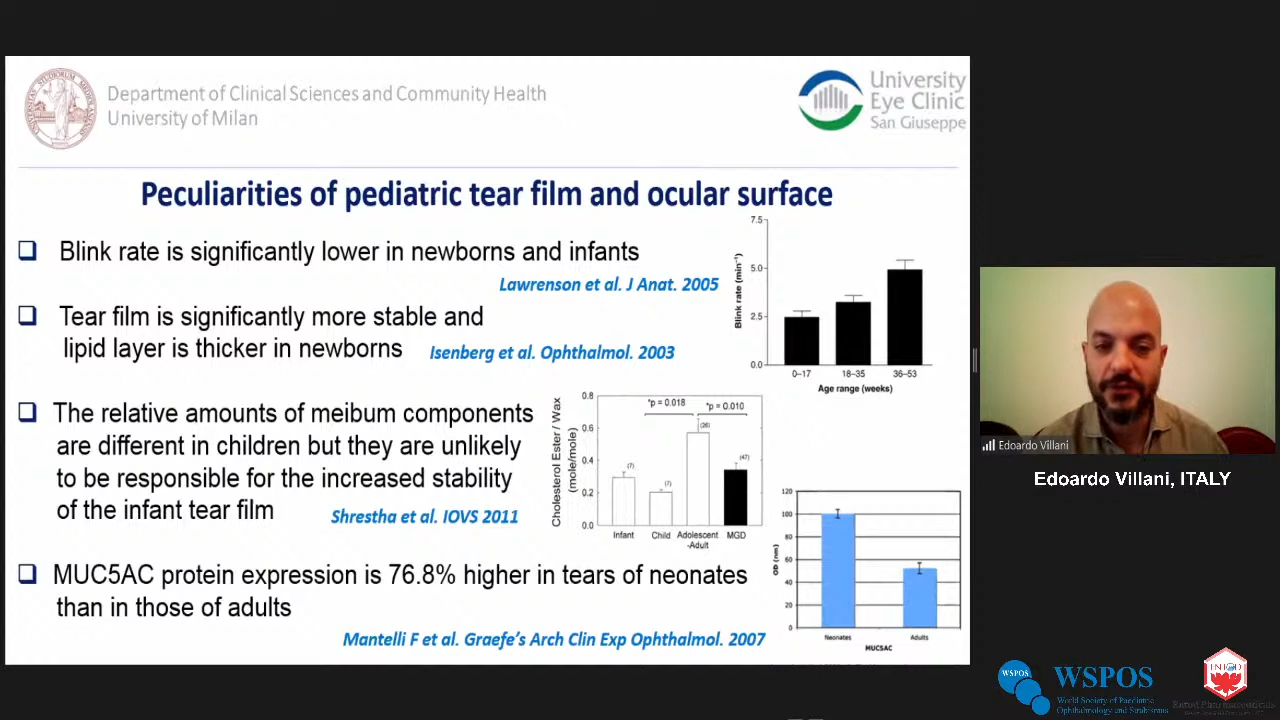 Department of Clinical Sciences and Community Health
University of Milan
University
Eye Clinic
San Giuseppe
Peculiarities of pediatric tear film and ocular surface
❑ Blink rate is significantly lower in newborns and infants
Lawrenson et al. J Anat. 2005
❑ Tear film is significantly more stable and
lipid layer is thicker in newborns
Isenberg et al. Ophthalmol. 2003
❑ The relative amounts of meibum components
are different in children but they are unlikely
to be responsible for the increased stability
of the infant tear film
Shrestha et al. IOVS 2011
❑ MUC5AC protein expression is 76.8% higher in tears of neonates
than in those of adults
Mantelli F et al. Graefe's Arch Clin Exp Ophthalmol. 2007
Blink rate (min⁻¹)
7.5
5.0
2.5
0.0
0–17 18–35 36–53
Age range (weeks)
Cholesterol Ester / Wax
(mole/mole)
0.8
0.6
0.4
0.2
0.0
*p = 0.018
*p = 0.010
(7)
(7)
(26)
(47)
Infant Child Adolescent MGD
-Adult
OD (nm)
120
100
80
60
40
20
0
Neonates Adults
MUC5AC
Edoardo Villani
Edoardo Villani, ITALY
WSPOS
WSPOS
World Society of Paediatric
Ophthalmology and Strabismus